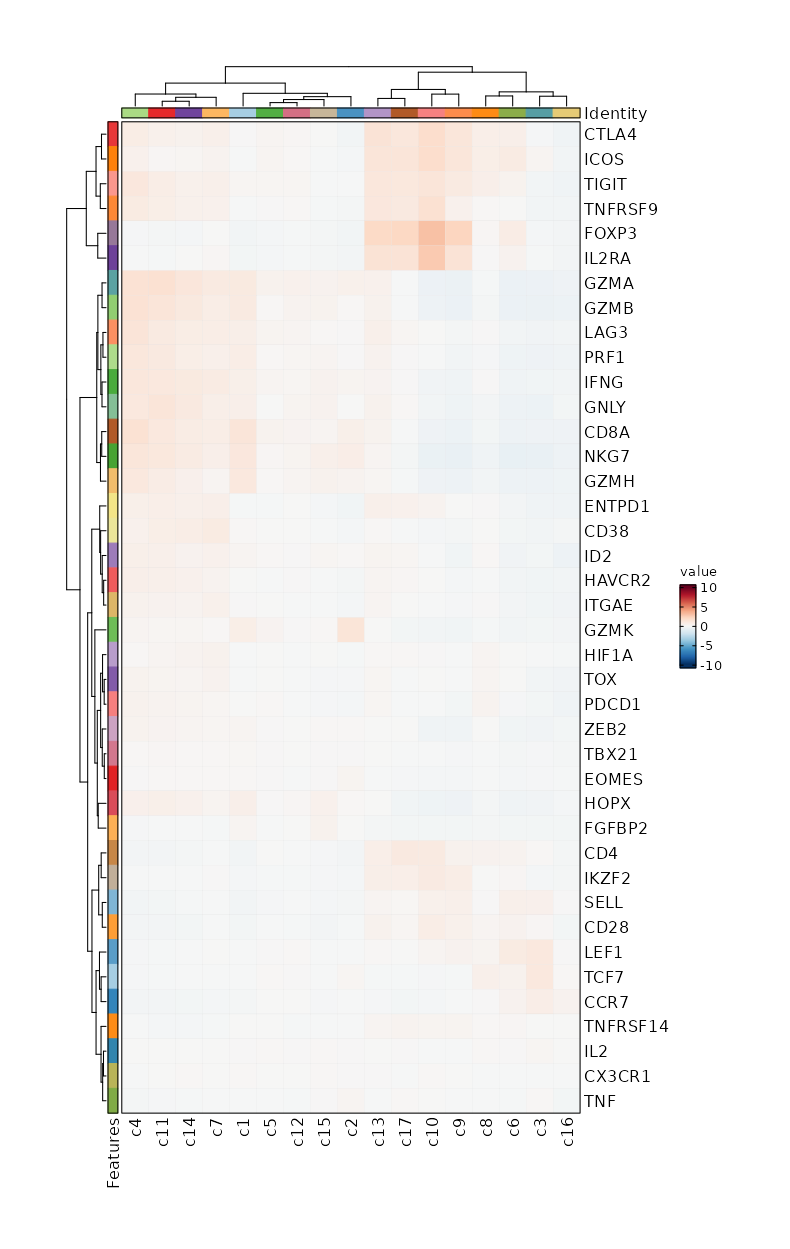 Identity
CTLA4
ICOS
TIGIT
TNFRSF9
FOXP3
IL2RA
GZMA
GZMB
LAG3
PRF1
IFNG
GNLY
CD8A
NKG7
GZMH
ENTPD1
CD38
ID2
HAVCR2
ITGAE
GZMK
HIF1A
TOX
PDCD1
ZEB2
TBX21
EOMES
HOPX
FGFBP2
CD4
IKZF2
SELL
CD28
LEF1
TCF7
CCR7
TNFRSF14
IL2
CX3CR1
TNF
value
10
5
0
-5
-10
Features
c4
c11
c14
c7
c1
c5
c12
c15
c2
c13
c17
c10
c9
c8
c6
c3
c16